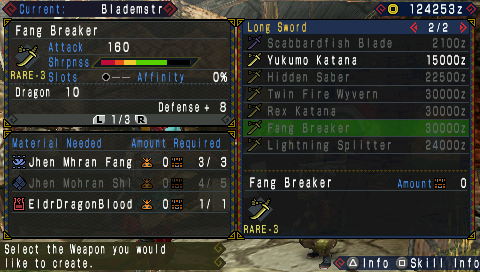 Current: Blademstr
124253z
Fang Breaker
Attack 160
Shrpnss
RARE-3 Slots ●―― Affinity 0%
Dragon 10
Defense+ 8
L 1/3 R
Material Needed Amount Required
Jhen Mhran Fang 0 3/ 3
Jhen Mohran Shl 0 4/ 5
EldrDragonBlood 0 1/ 1
Select the Weapon you would
like to create.
Long Sword 2/2
Scabbardfish Blade 2100z
Yukumo Katana 15000z
Hidden Saber 22500z
Twin Fire Wyvern 30000z
Rex Katana 30000z
Fang Breaker 30000z
Lightning Splitter 24000z
Fang Breaker Amount 0
RARE-3
△ Info □ Skill Info